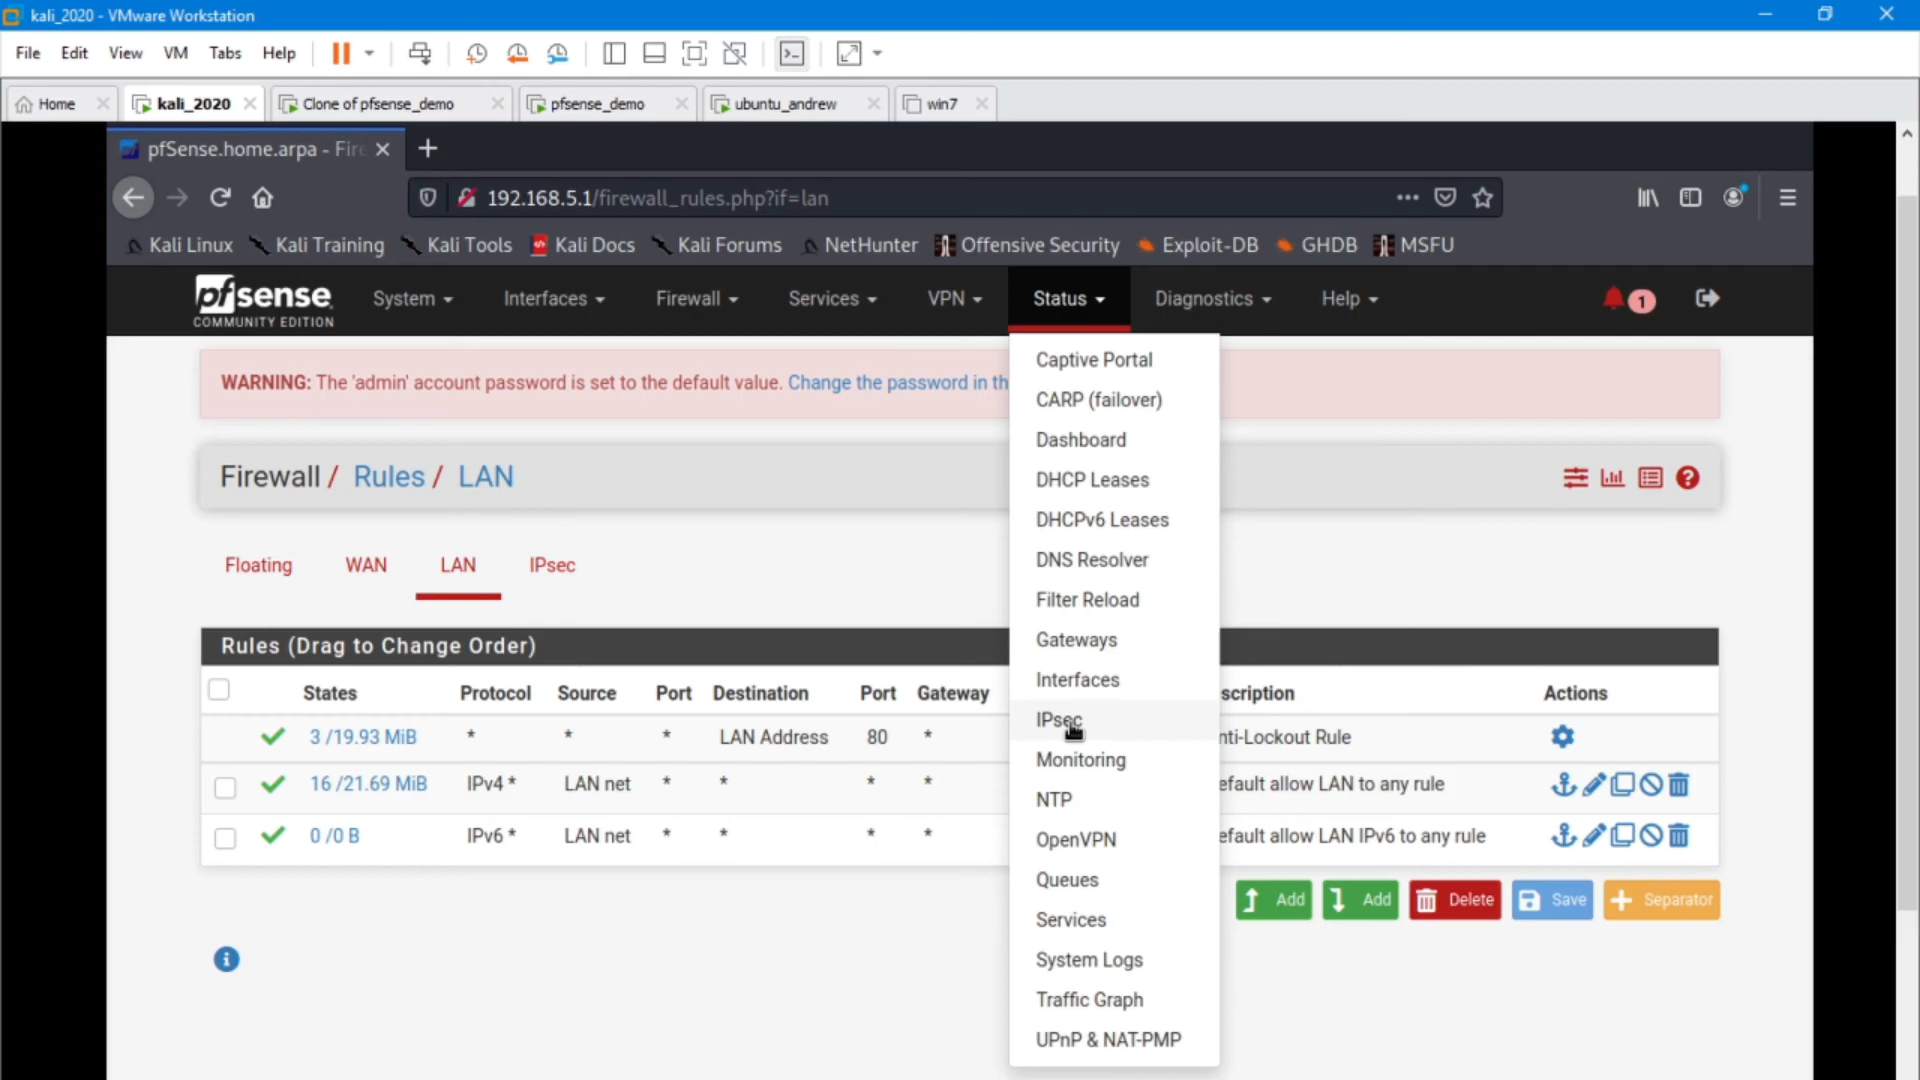 kali_2020 - VMware Workstation
File Edit View VM Tabs Help
Home kali_2020 Clone of pfsense_demo pfsense_demo ubuntu_andrew win7
pfSense.home.arpa - Fire
192.168.5.1/firewall_rules.php?if=lan
Kali Linux Kali Training Kali Tools Kali Docs Kali Forums NetHunter Offensive Security Exploit-DB GHDB MSFU
pfsense
COMMUNITY EDITION
System Interfaces Firewall Services VPN Status Diagnostics Help 1
Captive Portal
CARP (failover)
Dashboard
DHCP Leases
DHCPv6 Leases
DNS Resolver
Filter Reload
Gateways
Interfaces
IPsec
Monitoring
NTP
OpenVPN
Queues
Services
System Logs
Traffic Graph
UPnP & NAT-PMP
WARNING: The 'admin' account password is set to the default value. Change the password in th
Firewall / Rules / LAN
Floating WAN LAN IPsec
Rules (Drag to Change Order)
States Protocol Source Port Destination Port Gateway scription Actions
3 /19.93 MiB * * * LAN Address 80 * nti-Lockout Rule
16 /21.69 MiB IPv4 * LAN net * * * * efault allow LAN to any rule
0 /0 B IPv6 * LAN net * * * * efault allow LAN IPv6 to any rule
Add Add Delete Save Separator